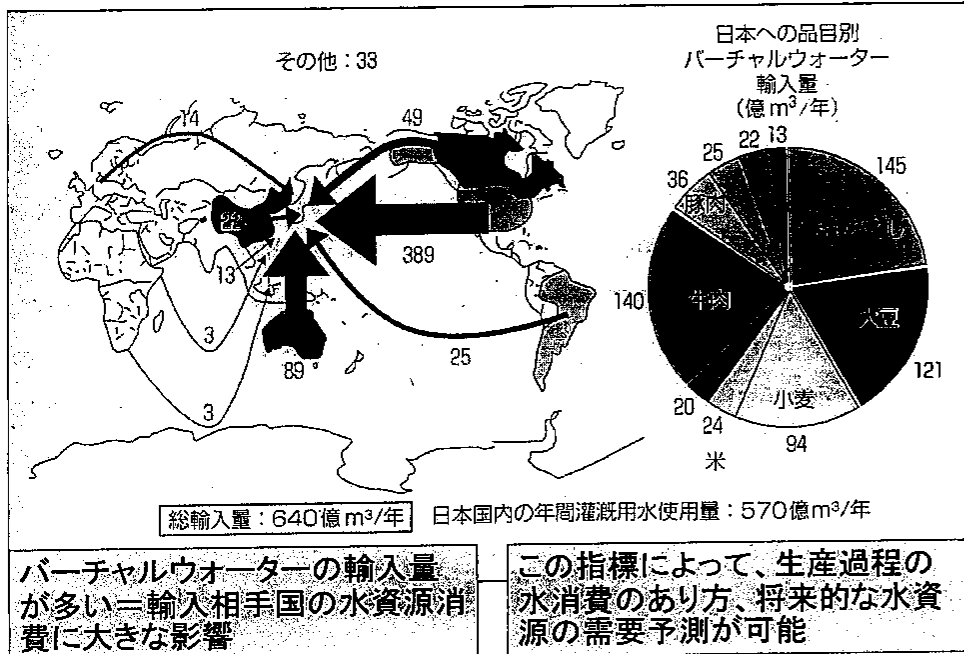 その他：33
14
49
22
389
13
3
89
25
3
日本への品目別
バーチャルウォーター
輸入量
(億m³/年)
13
22
25
36
145
豚肉
牛肉
大豆
140
121
小麦
20
24
94
米
総輸入量：640億m³/年
日本国内の年間灌漑用水使用量：570億m³/年
バーチャルウォーターの輸入量
が多い＝輸入相手国の水資源消
費に大きな影響
この指標によって、生産過程の
水消費のあり方、将来的な水資
源の需要予測が可能